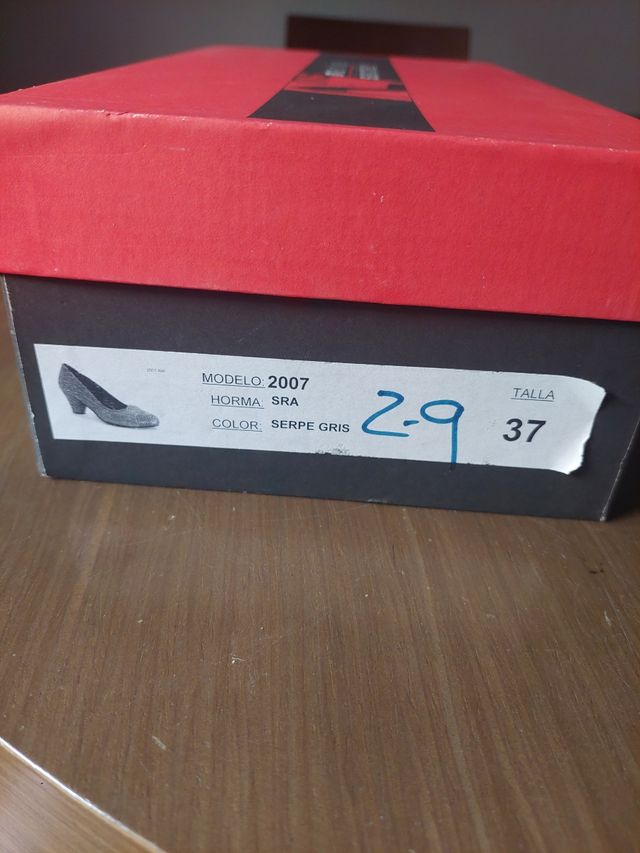 MODELO: 2007
HORMA: SRA
COLOR: SERPE GRIS
2-9
TALLA
37